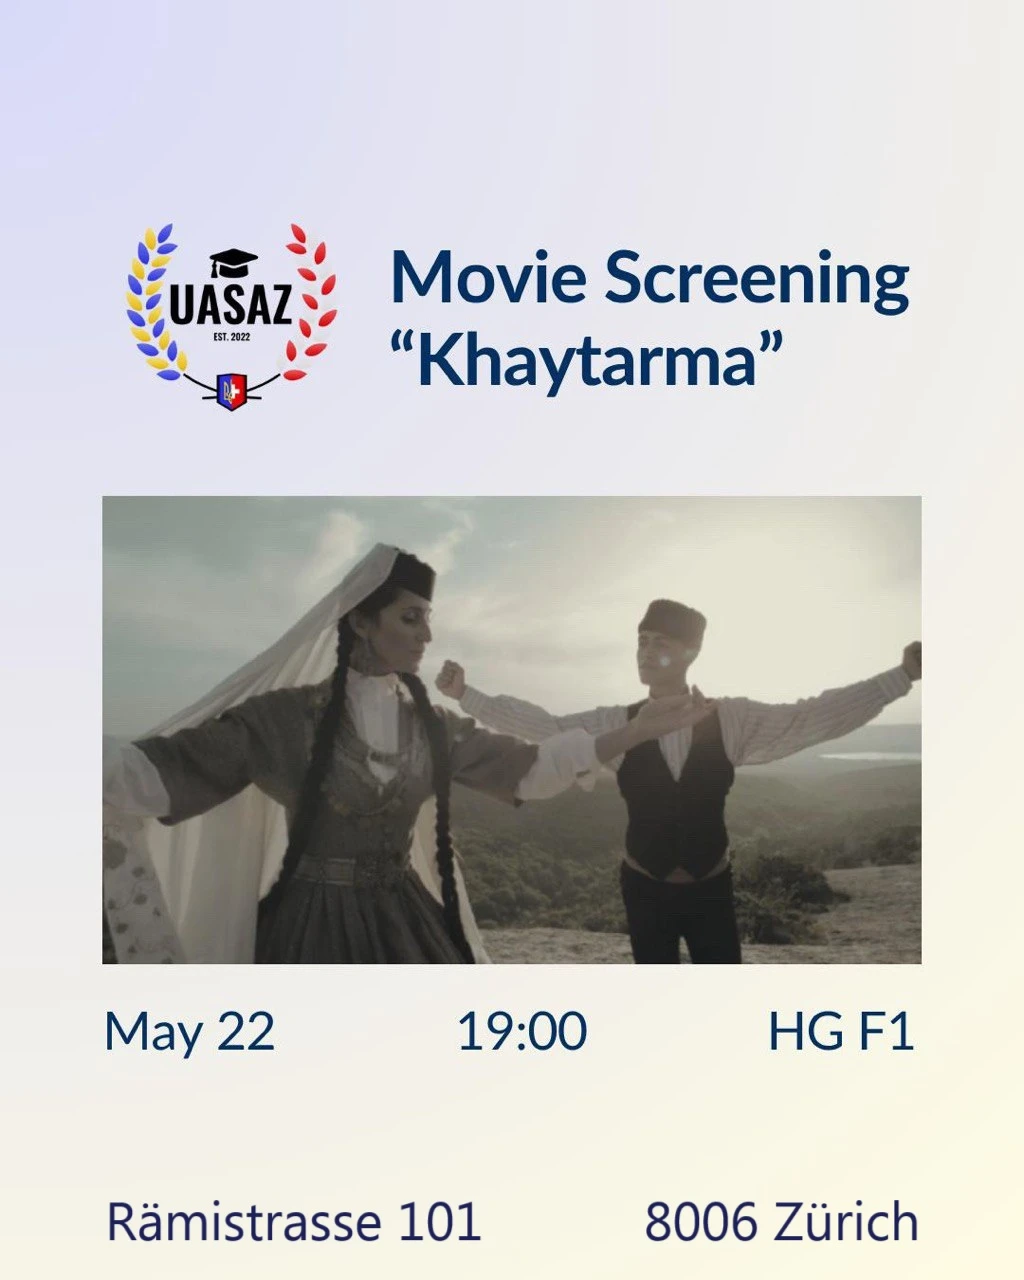 UASAZ
EST. 2022
Movie Screening
“Khaytarma”
May 22 19:00 HG F1
Rämistrasse 101 8006 Zürich